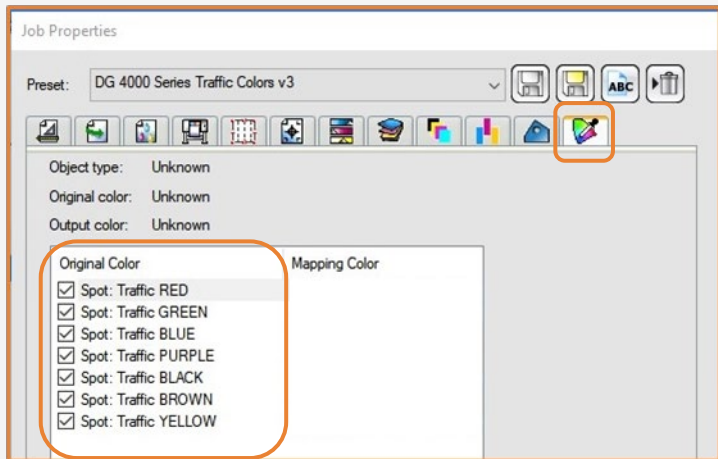 Job Properties
Preset: DG 4000 Series Traffic Colors v3 ABC
Object type: Unknown
Original color: Unknown
Output color: Unknown
Original Color Mapping Color
Spot: Traffic RED
Spot: Traffic GREEN
Spot: Traffic BLUE
Spot: Traffic PURPLE
Spot: Traffic BLACK
Spot: Traffic BROWN
Spot: Traffic YELLOW